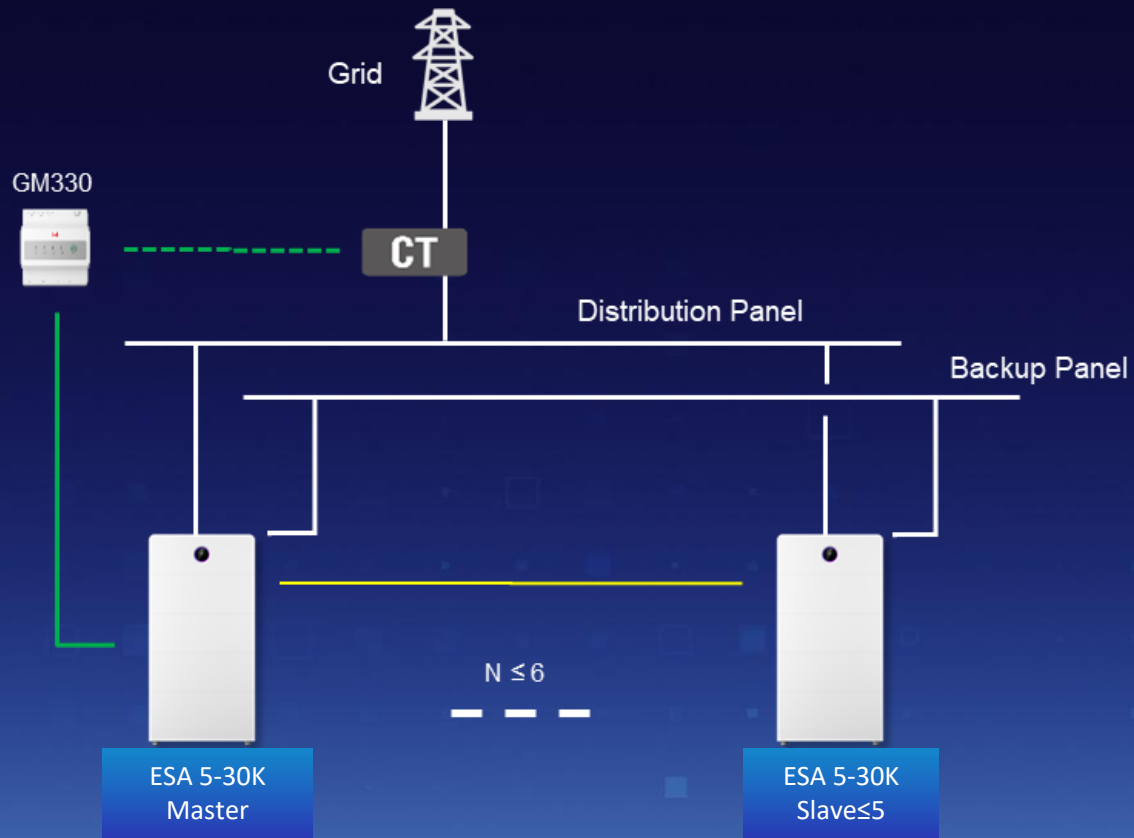 Grid
GM330
CT
Distribution Panel
Backup Panel
N ≤6
ESA 5-30K
Master
ESA 5-30K
Slave≤5